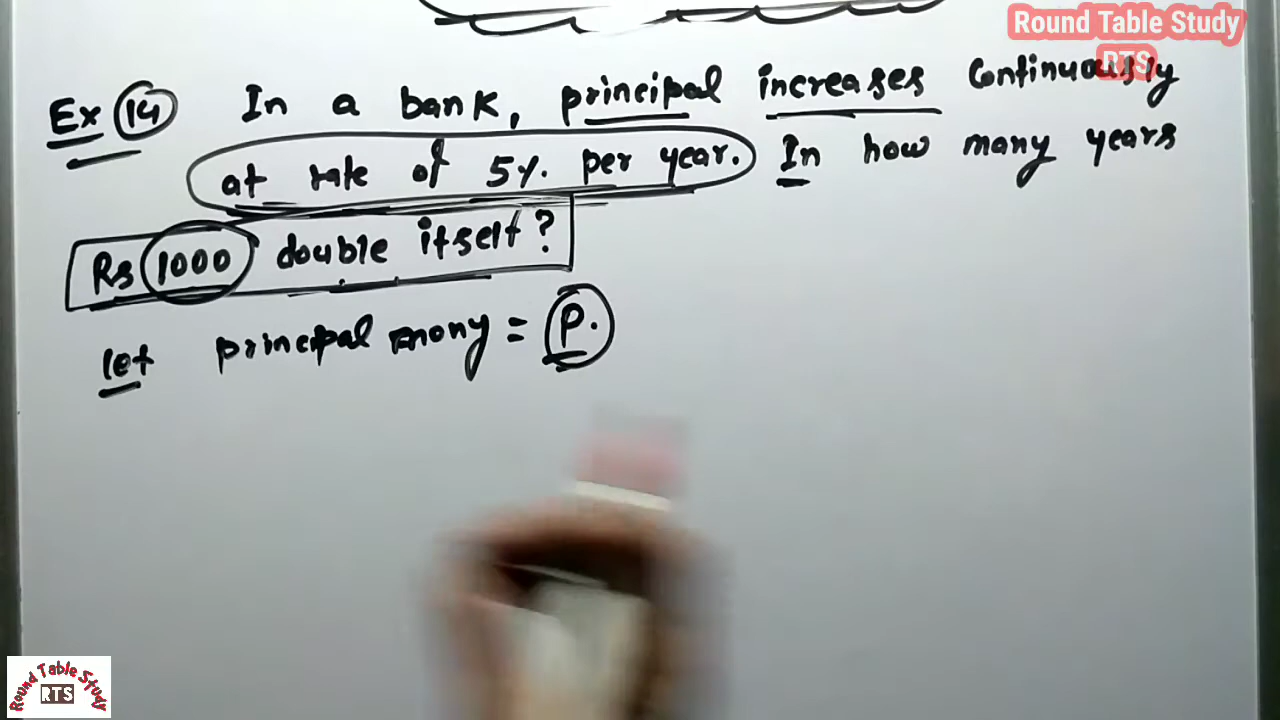 Round Table Study
RTS
Ex 14 In a bank, principal increases continuously
at rate of 5%. per year. In how many years
Rs 1000 double itself?
let principal mony = P.
Round Table Study
RTS